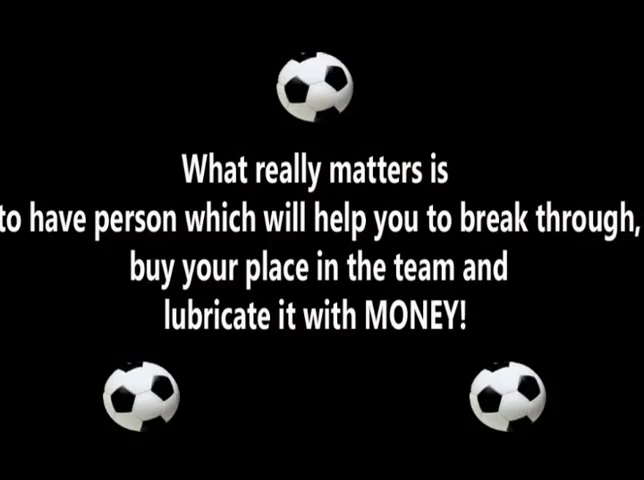 What really matters is
to have person which will help you to break through,
buy your place in the team and
lubricate it with MONEY!